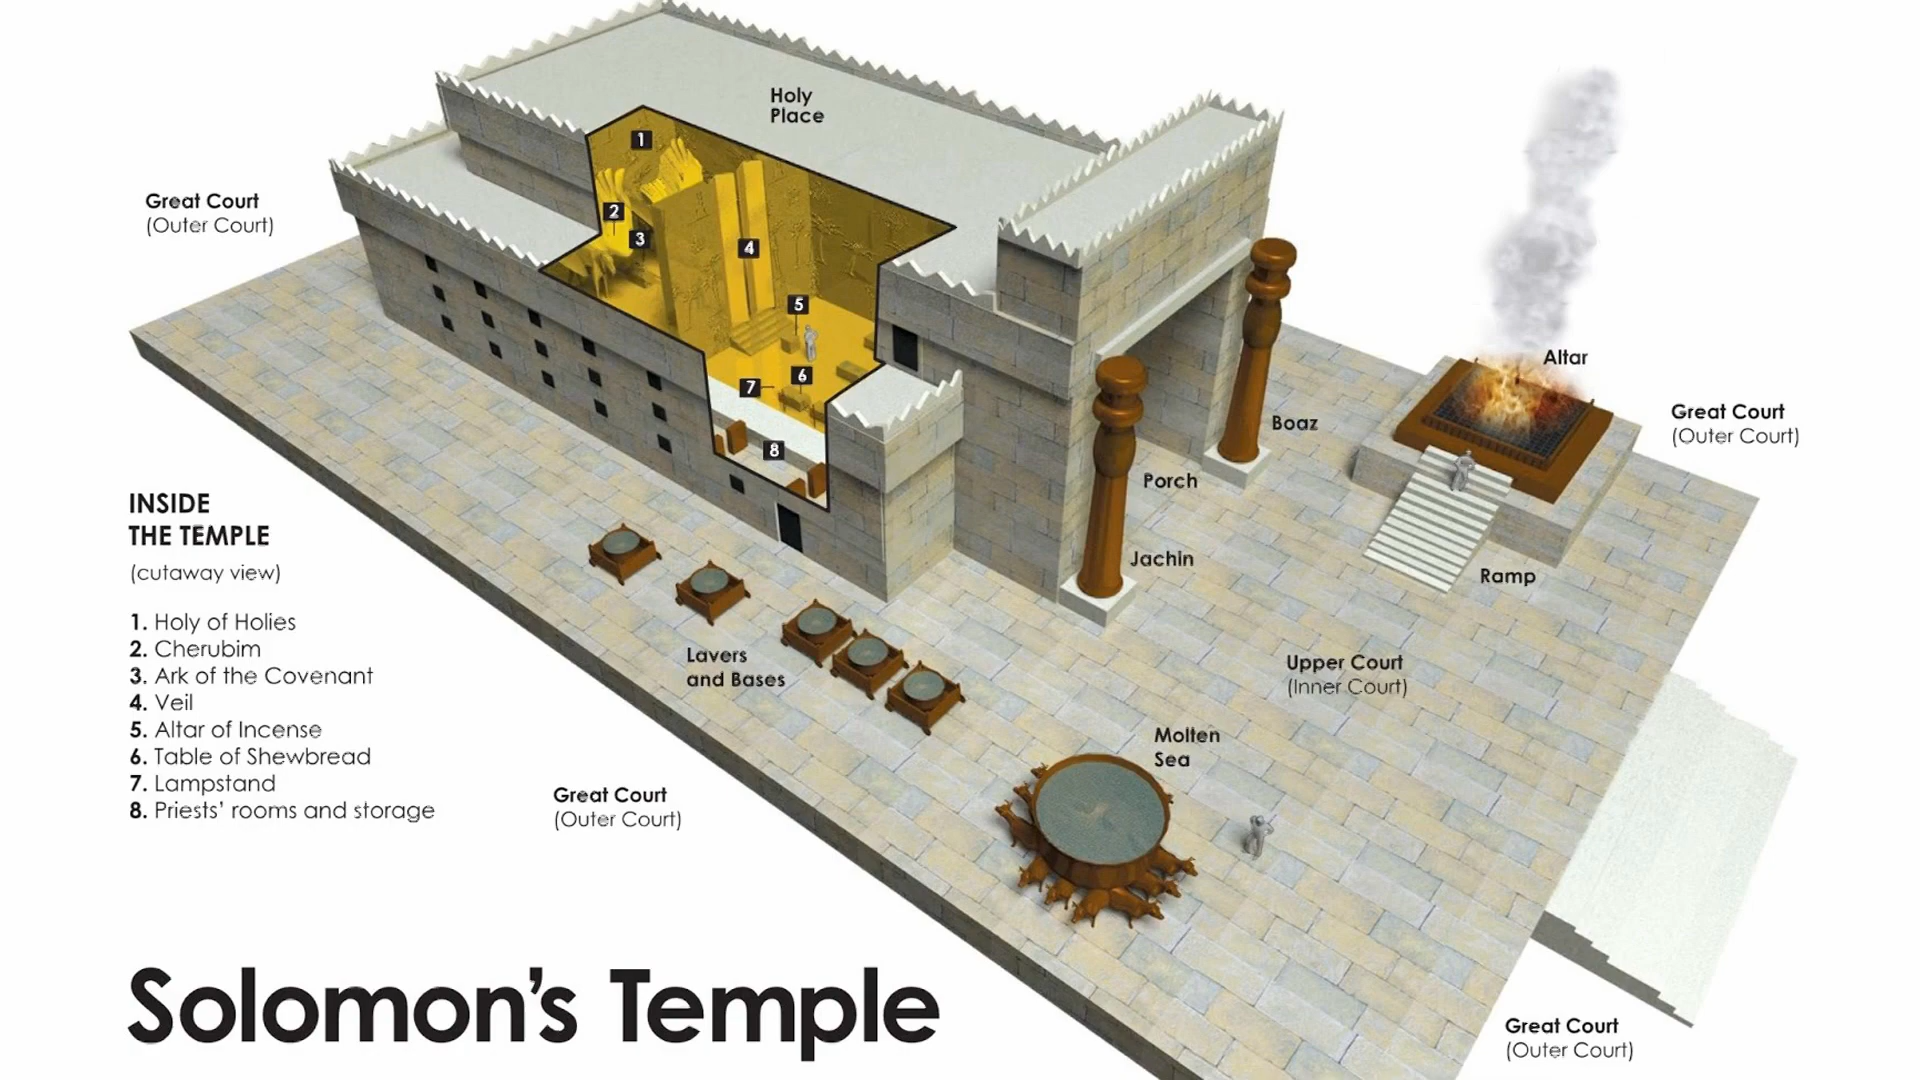 Holy
Place
1
2
3
4
5
6
7
8
Great Court
(Outer Court)
Altar
Great Court
(Outer Court)
Boaz
Porch
Jachin
Ramp
INSIDE
THE TEMPLE
(cutaway view)
1. Holy of Holies
2. Cherubim
3. Ark of the Covenant
4. Veil
5. Altar of Incense
6. Table of Shewbread
7. Lampstand
8. Priests’ rooms and storage
Lavers
and Bases
Upper Court
(Inner Court)
Molten
Sea
Great Court
(Outer Court)
Solomon’s Temple
Great Court
(Outer Court)